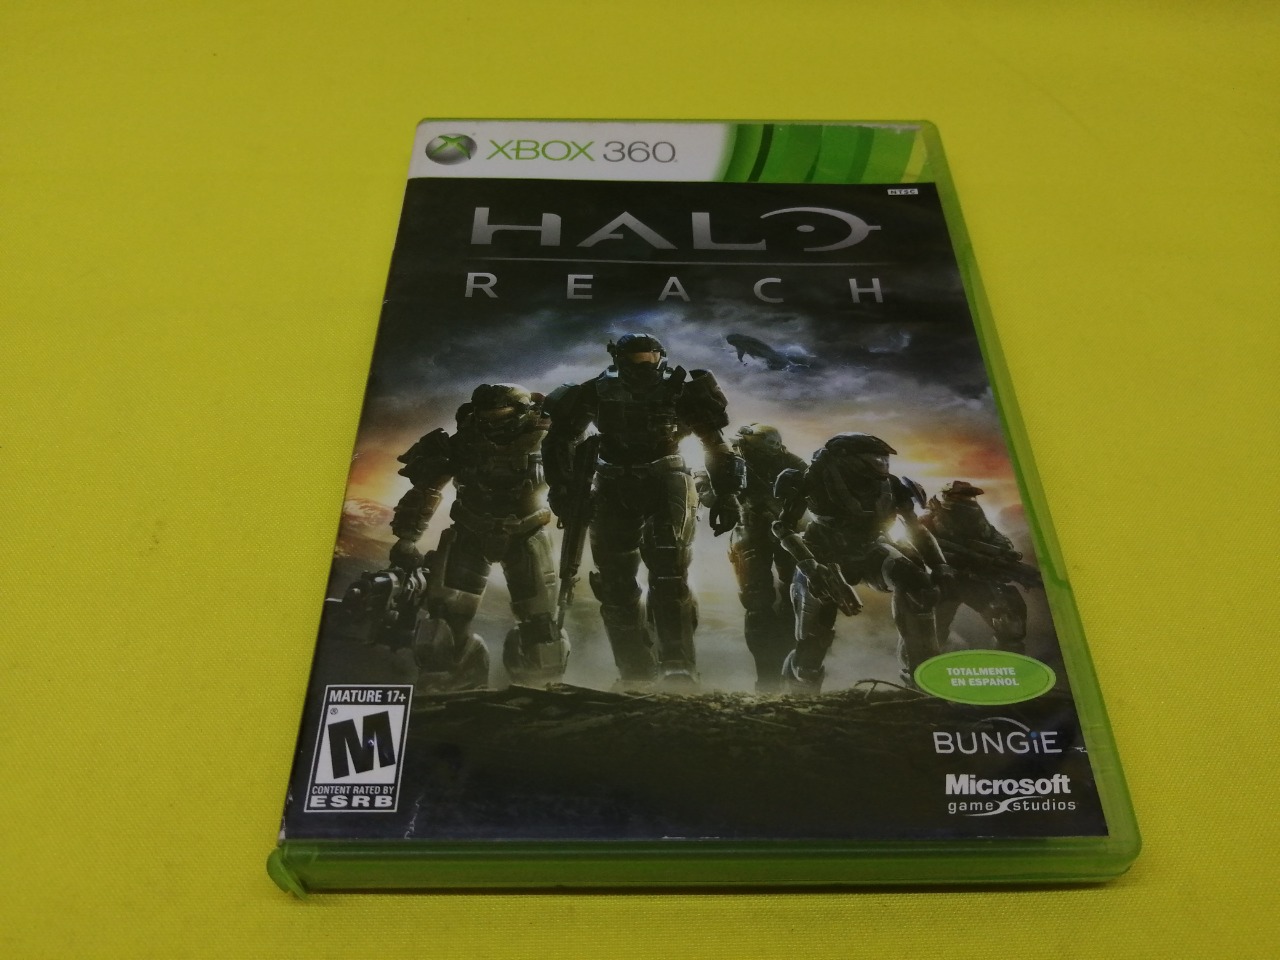 XBOX 360
NTSC
HALO
REACH
TOTALMENTE
EN ESPAÑOL
MATURE 17+
M
®
CONTENT RATED BY
ESRB
BUNGiE
Microsoft
game studios